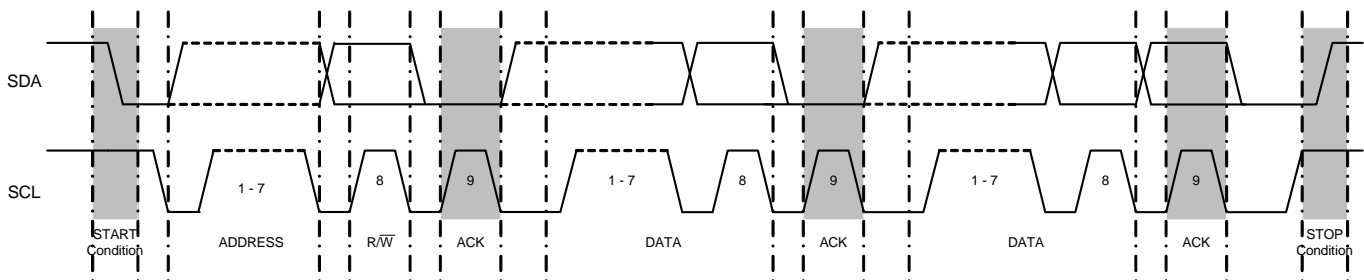 SDA
SCL
1 - 7
8
9
1 - 7
8
9
1 - 7
8
9
START
Condition
ADDRESS
R/W̅
ACK
DATA
ACK
DATA
ACK
STOP
Condition